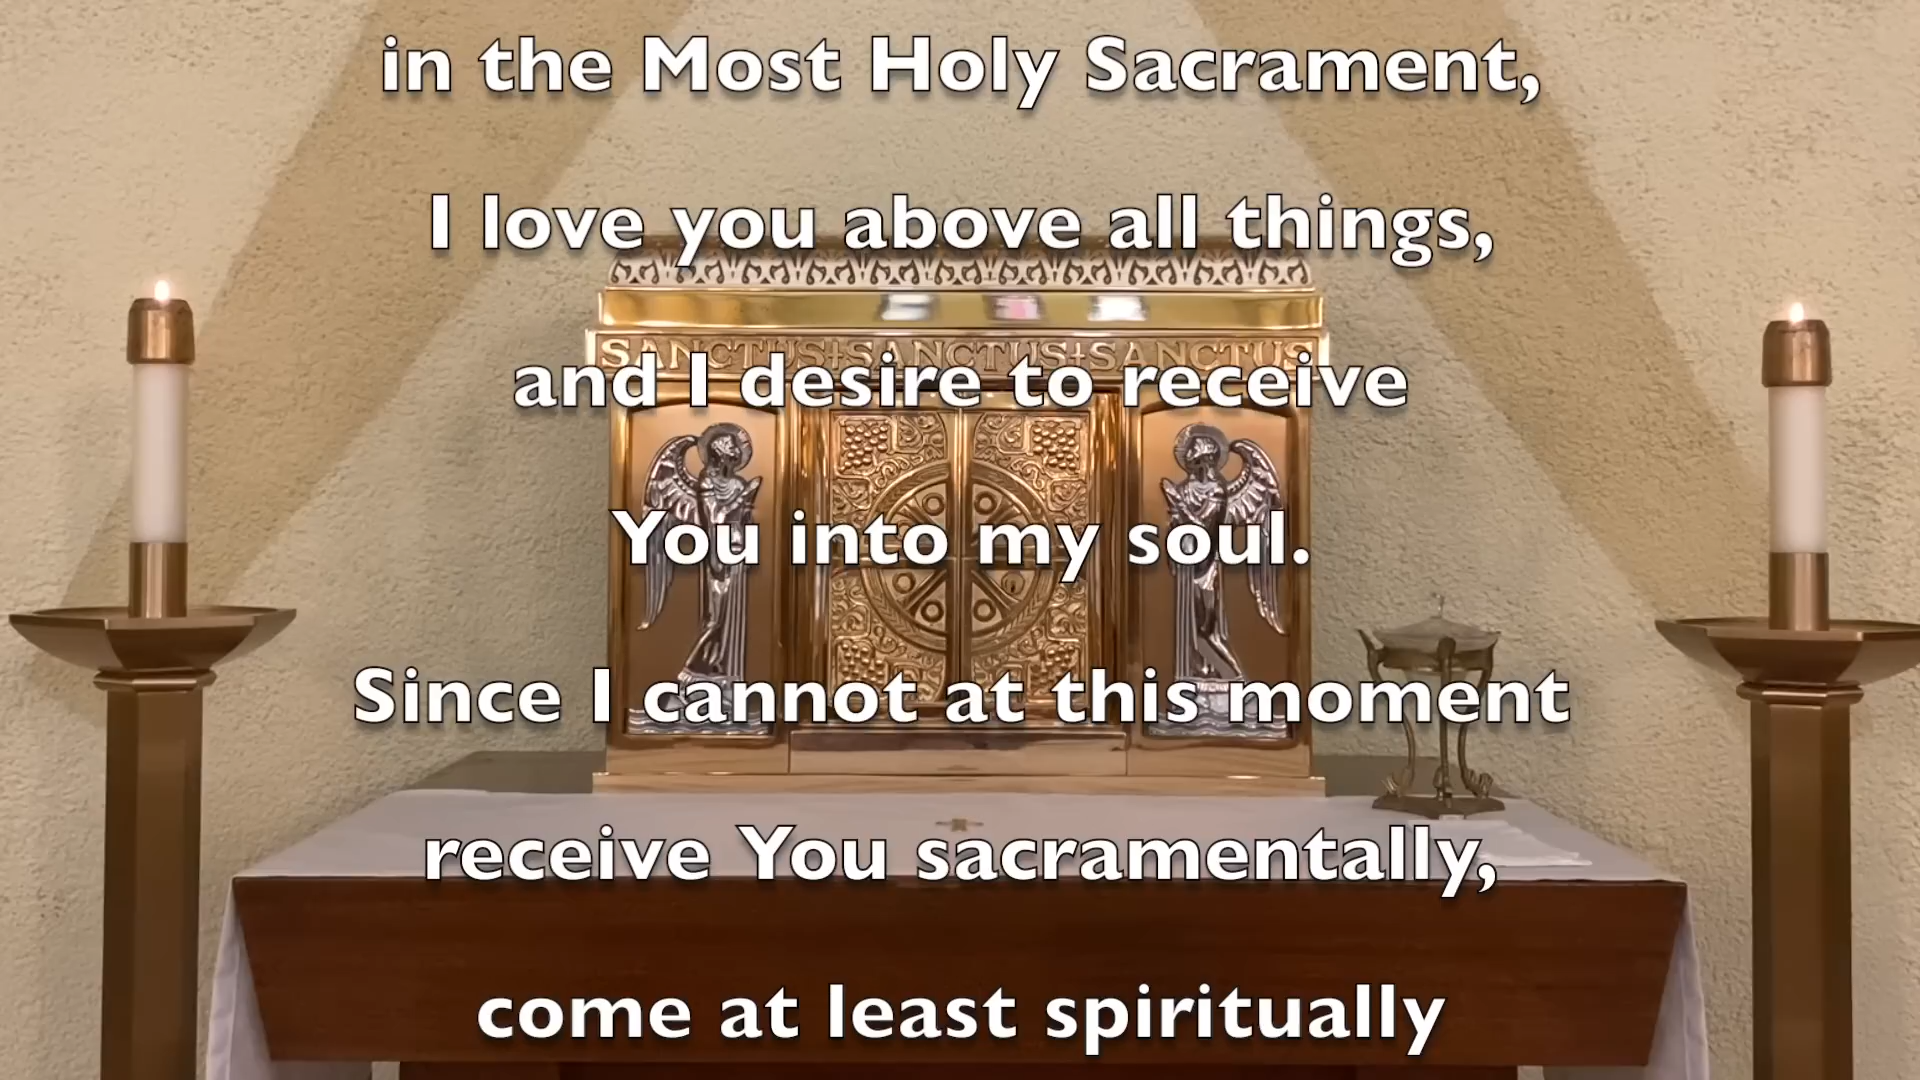 in the Most Holy Sacrament,
I love you above all things,
SANCTUS+SANCTUS+SANCTUS
and I desire to receive
You into my soul.
Since I cannot at this moment
receive You sacramentally,
come at least spiritually